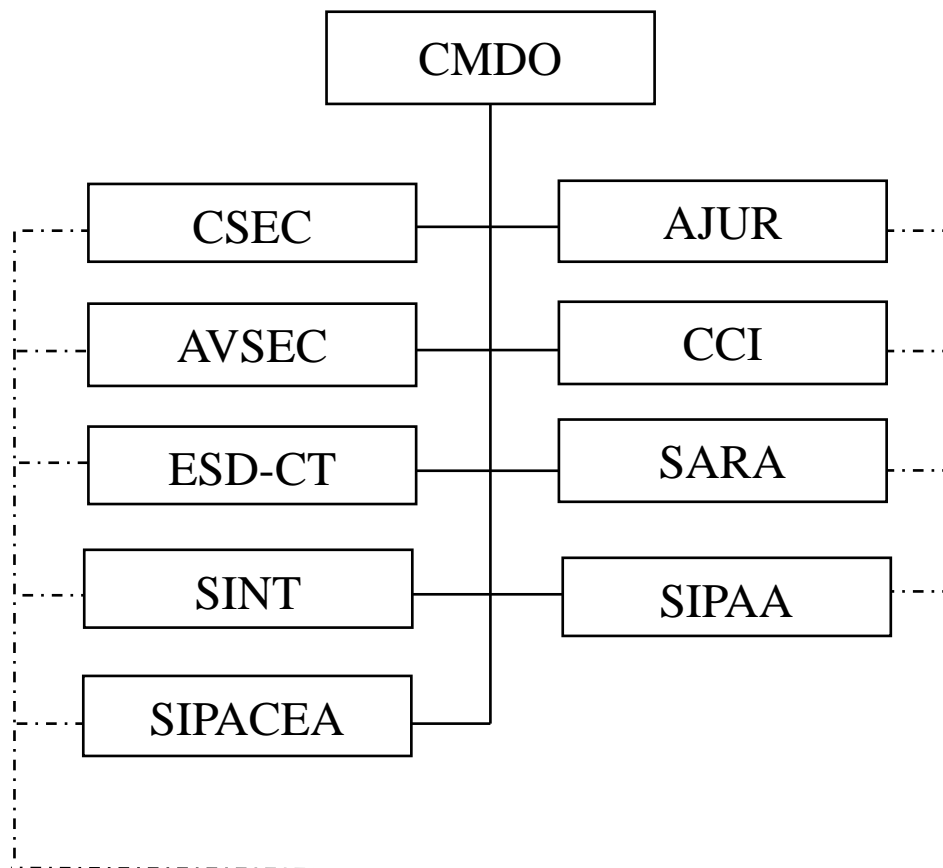 CMDO
CSEC
AJUR
AVSEC
CCI
ESD-CT
SARA
SINT
SIPAA
SIPACEA